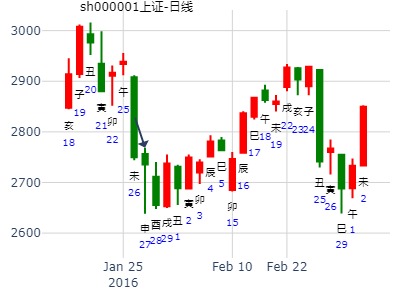 sh000001上证-日线
3000
2900
2800
2700
2600
亥
18
子
19
丑
20
寅
21
卯
22
午
25
未
26
申
27
酉
28
戌
29
丑
1
寅
2
卯
3
辰
4
巳
5
卯
15
辰
16
巳
17
午
18
未
19
戌
22
亥
23
子
24
丑
25
寅
26
巳
29
午
1
未
2
Jan 25
2016
Feb 10
Feb 22